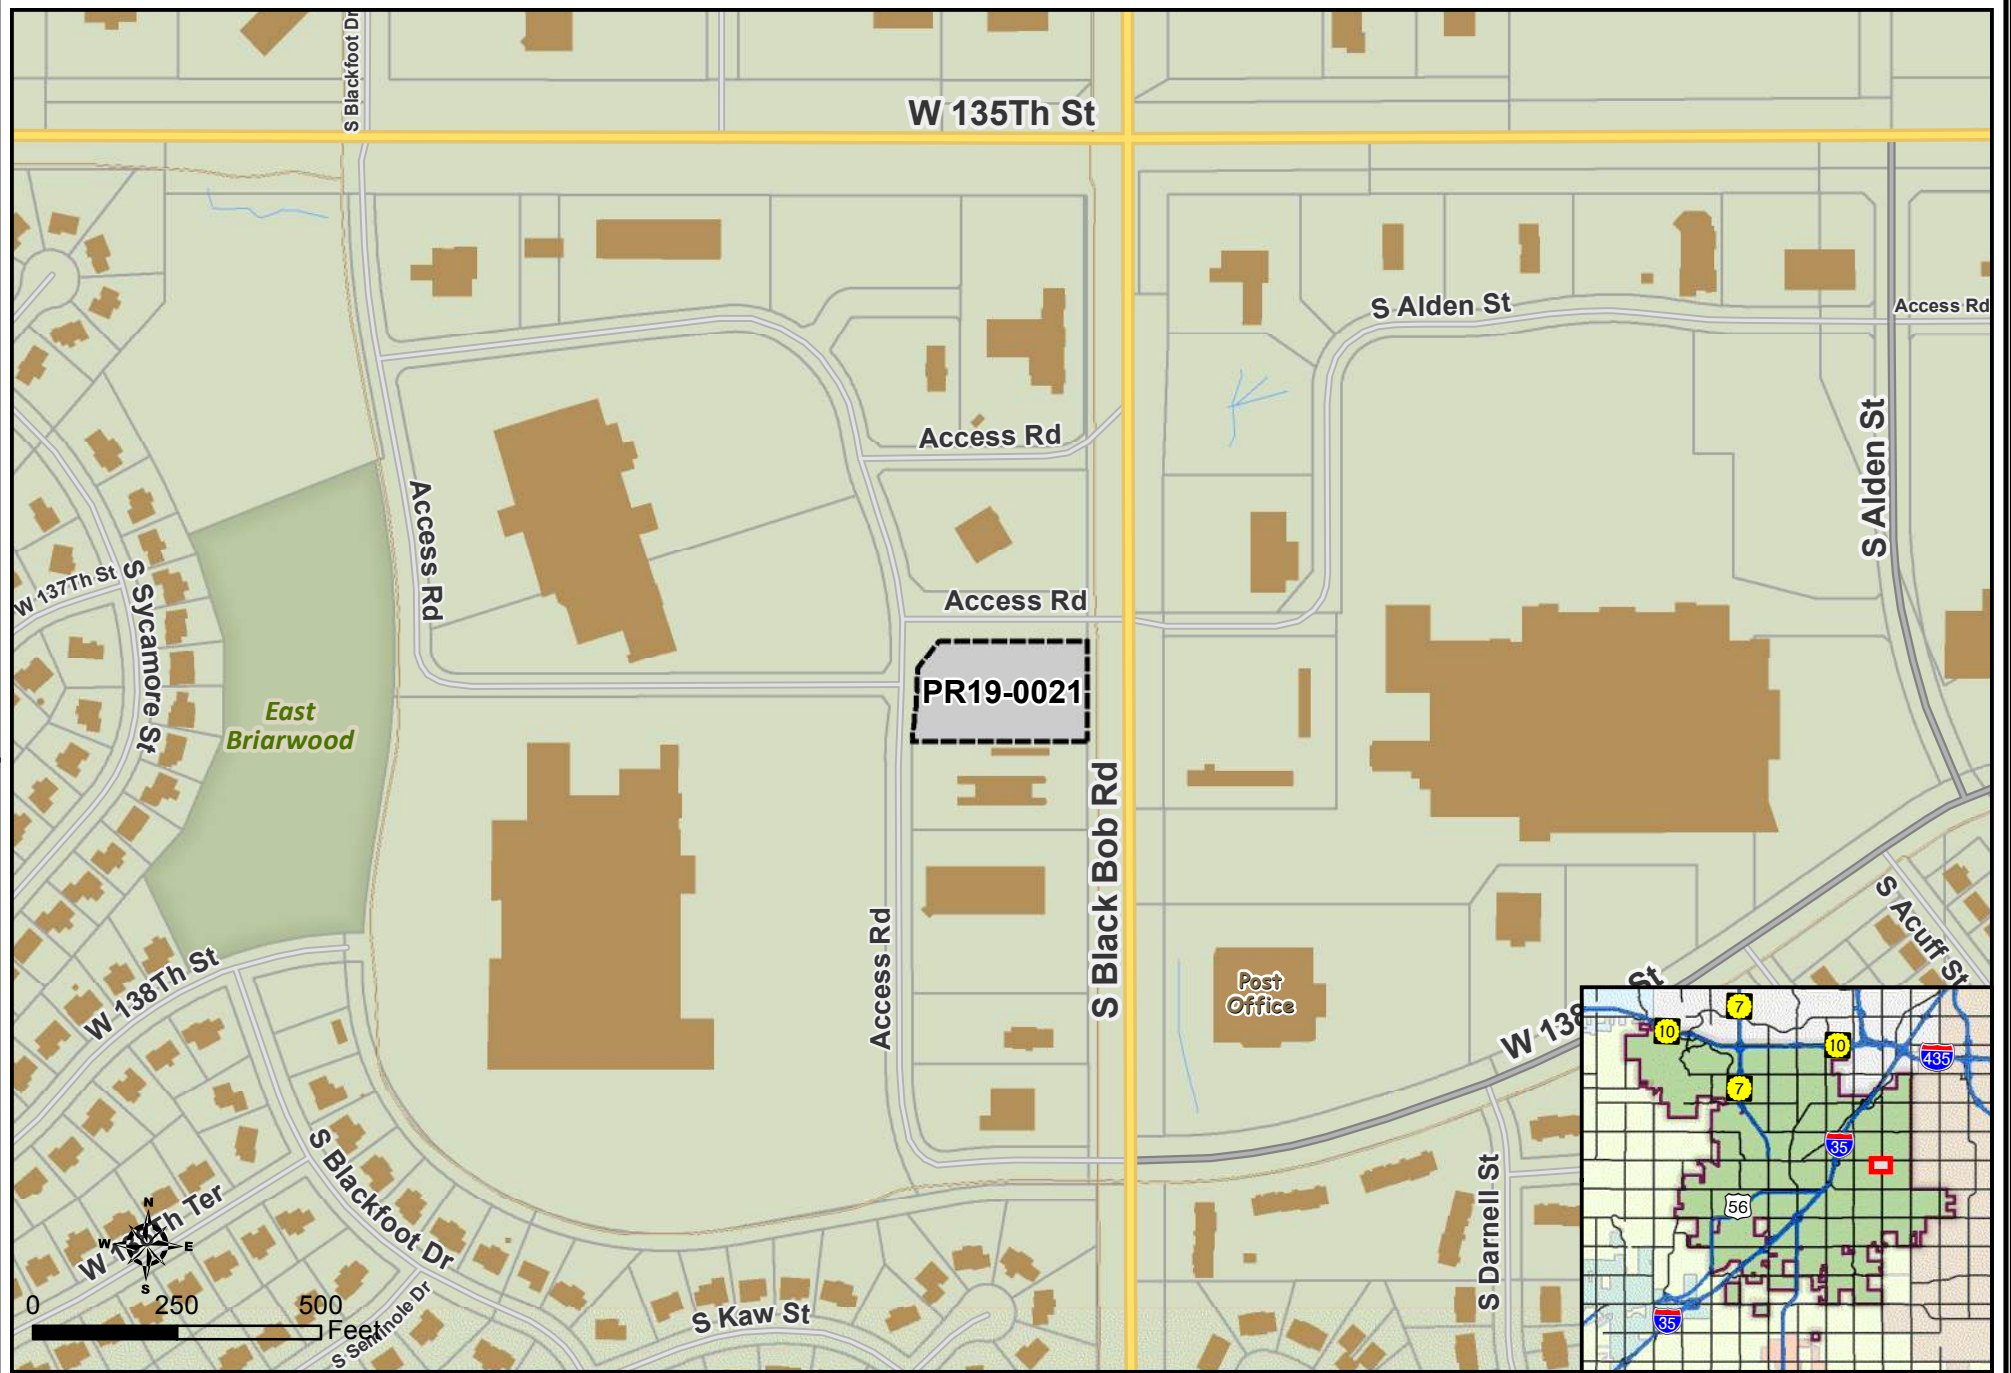 S Blackfoot Dr
W 135Th St
S Alden St
Access Rd
Access Rd
S Alden St
Access Rd
W 137Th St
S Sycamore St
Access Rd
PR19-0021
East
Briarwood
S Black Bob Rd
Access Rd
S Acuff St
W 138Th St
Post
Office
W 138
St
S Blackfoot Dr
S Darnell St
N
W
E
S
S Kaw St
S Seminole Dr
0
250
500
Feet
7
10
10
435
7
35
56
35